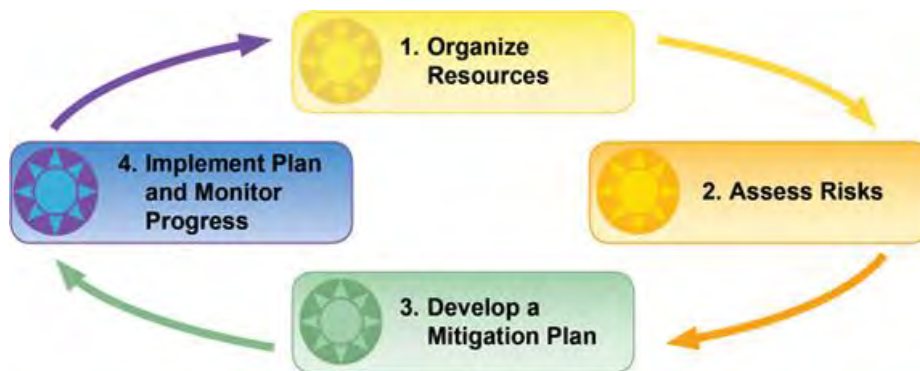 1. Organize
Resources
2. Assess Risks
3. Develop a
Mitigation Plan
4. Implement Plan
and Monitor
Progress